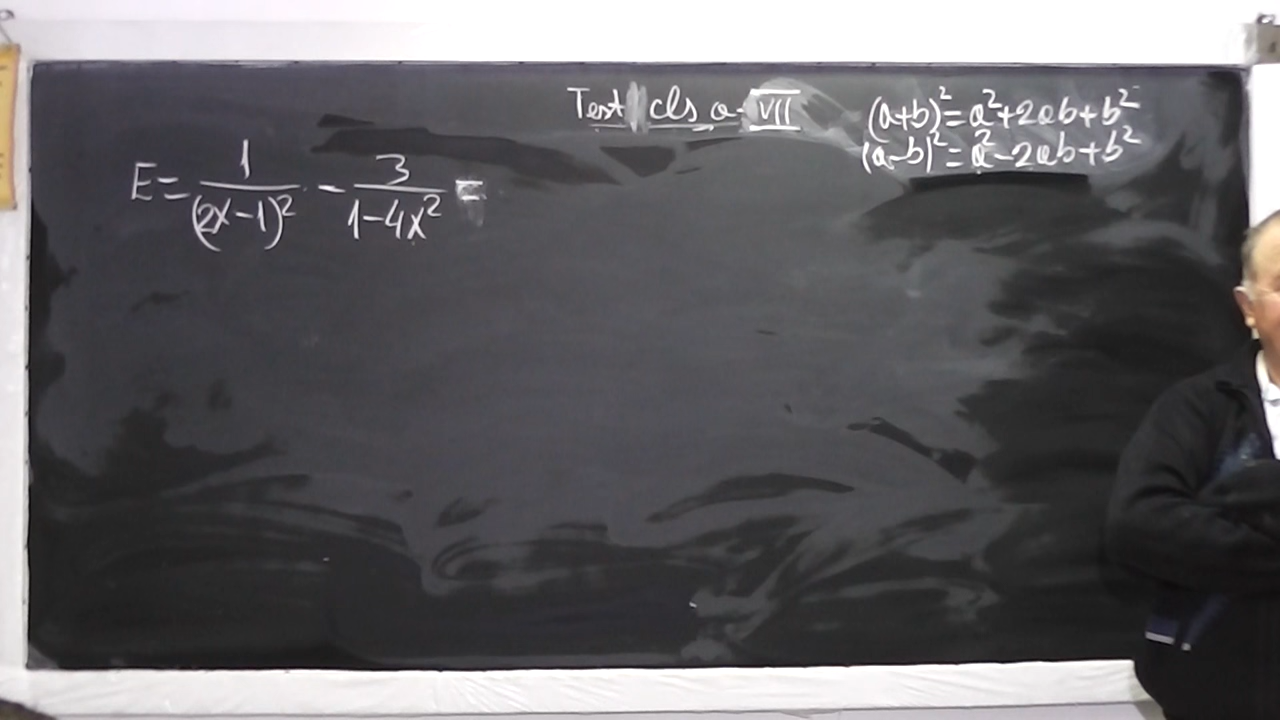 Test cls a VII
(a+b)²=a²+2ab+b²
(a-b)²=a²-2ab+b²
E= 1/(2x-1)² - 3/(1-4x²) =